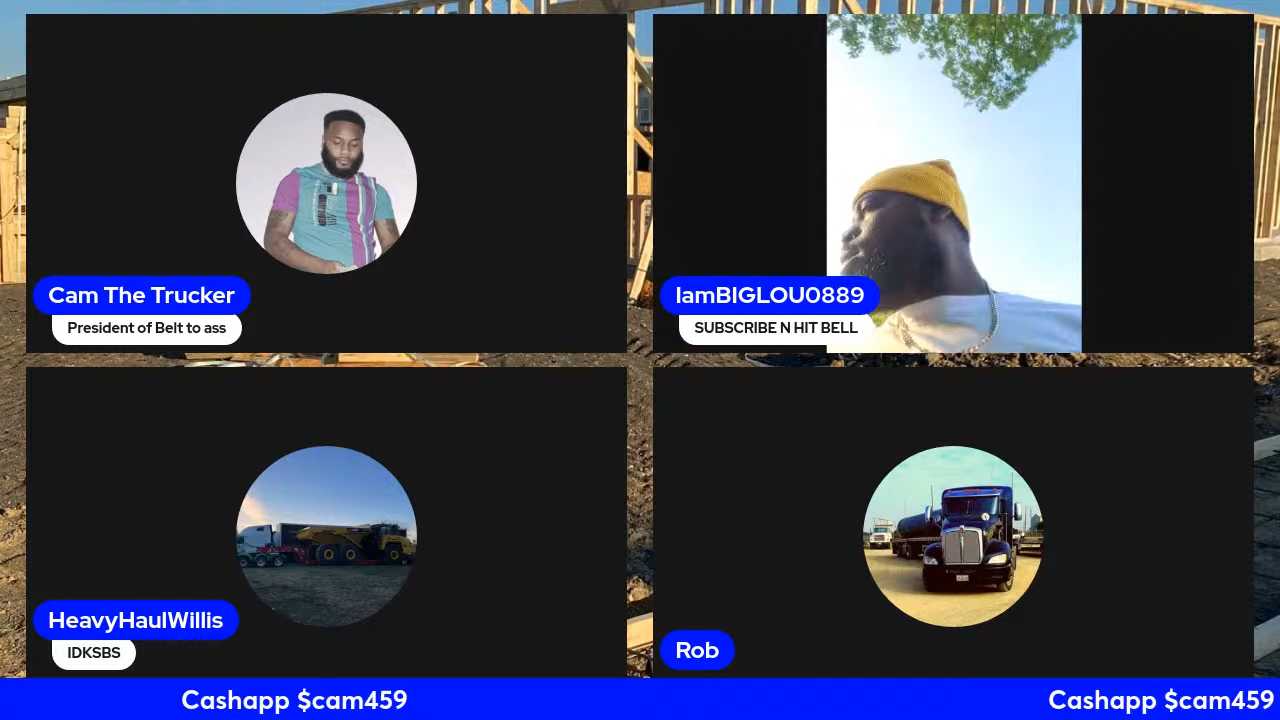 Cam The Trucker
President of Belt to ass
IamBIGLOU0889
SUBSCRIBE N HIT BELL
HeavyHaulWillis
IDKSBS
Rob
Cashapp $cam459
Cashapp $cam459